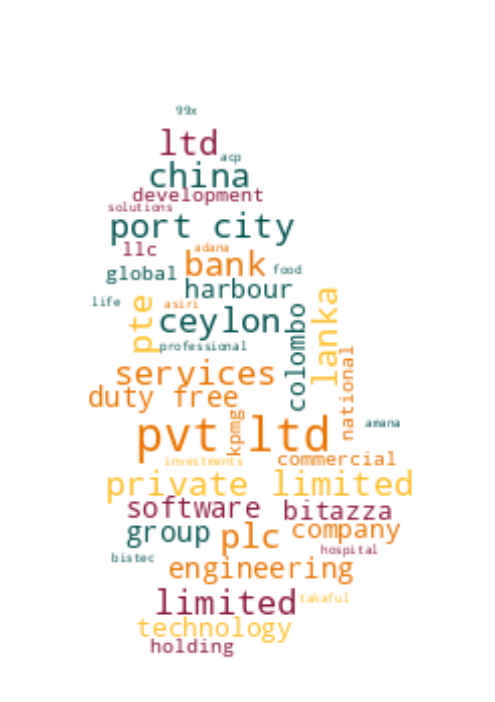 99x
ltd
acp
china
development
solutions
port city
llc
adana
bank
global
food
harbour
life
asiri
pte
ceylon
colombo
lanka
professional
services
national
duty free
kpmg
amana
pvt ltd
investments
commercial
private limited
software
bitazza
group
plc
company
hospital
bistec
engineering
limited
takaful
technology
holding